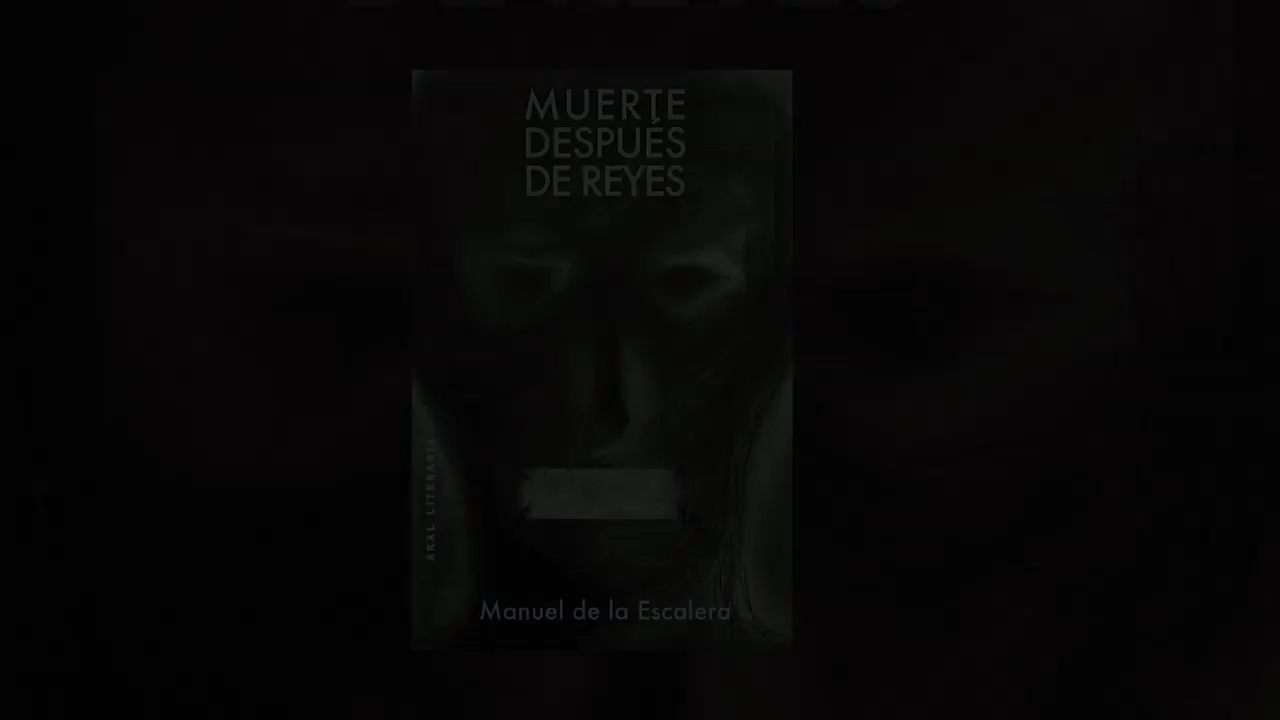 MUERTE
DESPUÉS
DE REYES
AKAL LITERARIA
Manuel de la Escalera